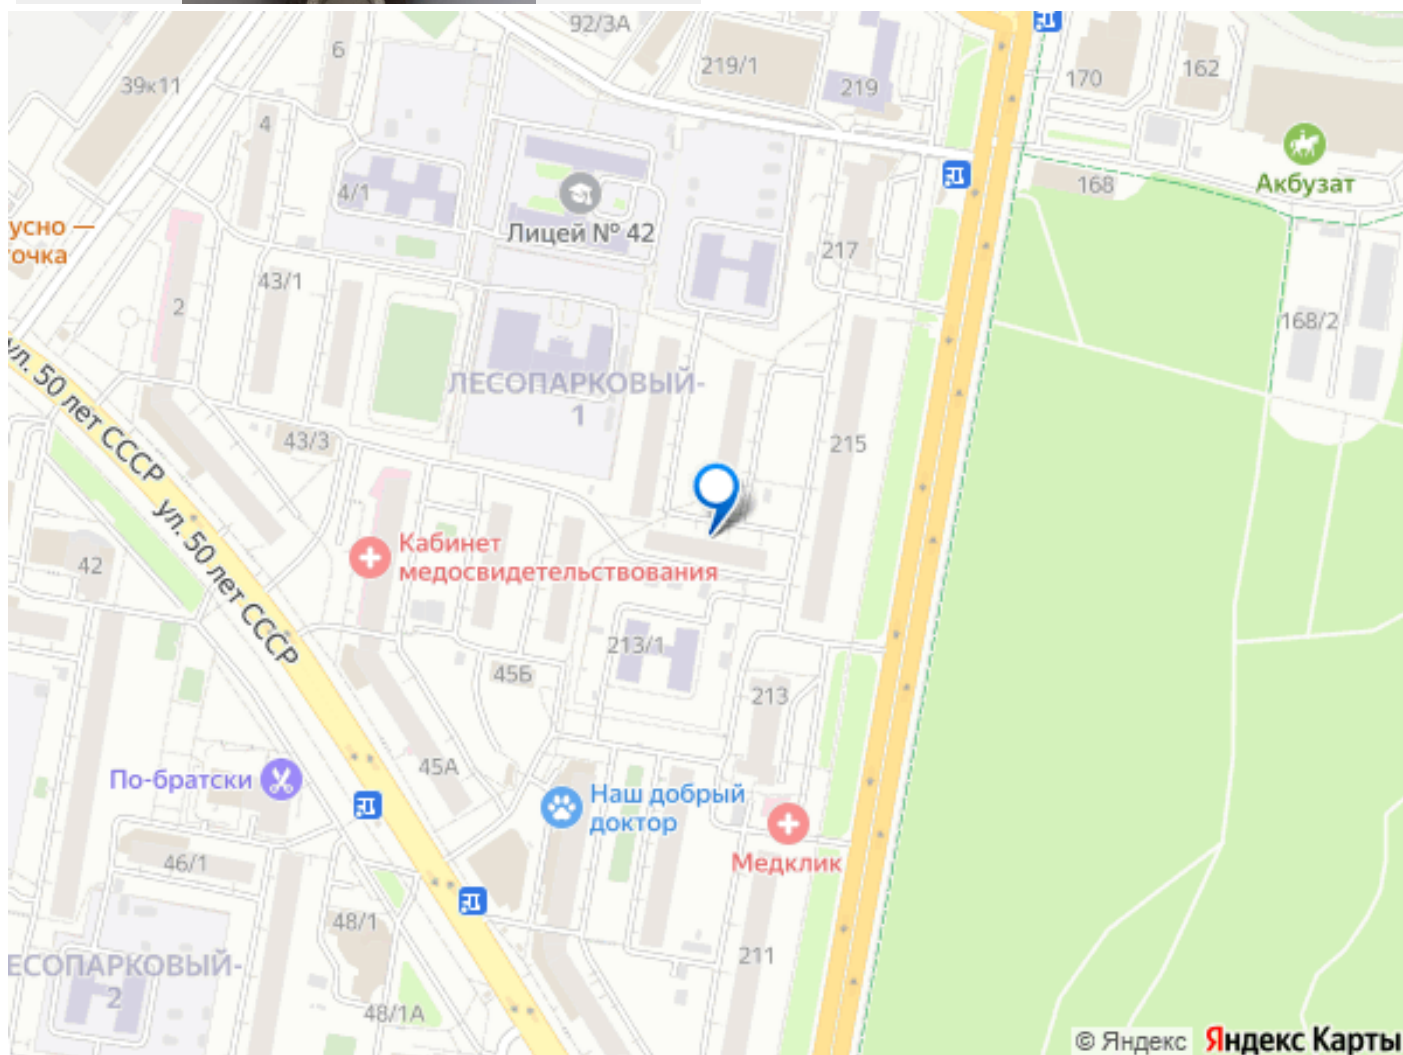 92/3А
6
219/1
39к11
170
162
219
4
Акбузат
4/1
168
Лицей № 42
усно —
очка
217
43/1
2
168/2
ул. 50 лет СССР
ЛЕСОПАРКОВЫЙ-
1
43/3
215
ул. 50 лет СССР
Кабинет
медосвидетельствования
42
213/1
45Б
213
45А
По-братски
Наш добрый
доктор
46/1
Медклик
48/1
211
ЕСОПАРКОВЫЙ-
2
48/1А
© Яндекс Яндекс Карты